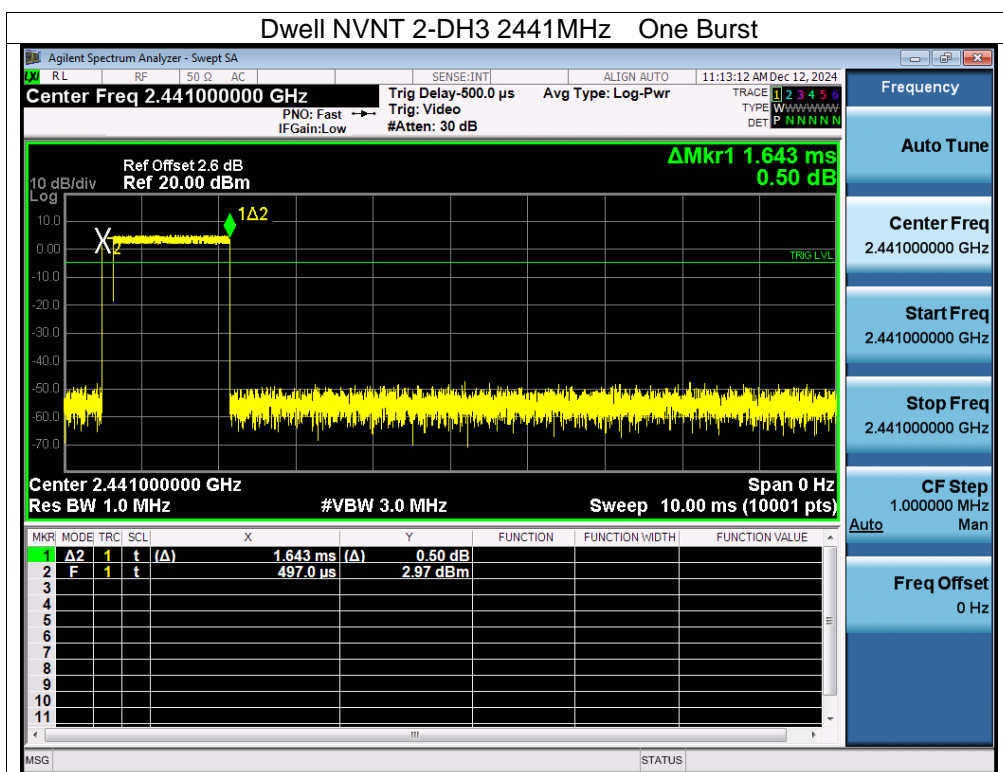 Dwell NVNT 2-DH3 2441MHz One Burst
Agilent Spectrum Analyzer - Swept SA
LXI RL RF 50 Ω AC SENSE:INT ALIGN AUTO 11:13:12 AM Dec 12, 2024
Center Freq 2.441000000 GHz Trig Delay-500.0 µs Avg Type: Log-Pwr TRACE 1 2 3 4 5 6
PNO: Fast Trig: Video TYPE WWWWWWW
IFGain:Low #Atten: 30 dB DET P N N N N N
ΔMkr1 1.643 ms
0.50 dB
Ref Offset 2.6 dB
10 dB/div Ref 20.00 dBm
Log
10.0
0.00
-10.0
-20.0
-30.0
-40.0
-50.0
-60.0
-70.0
1Δ2
X2
TRIG LVL
Center 2.441000000 GHz Span 0 Hz
Res BW 1.0 MHz #VBW 3.0 MHz Sweep 10.00 ms (10001 pts)
MKR MODE TRC SCL X Y FUNCTION FUNCTION WIDTH FUNCTION VALUE
1 Δ2 1 t (Δ) 1.643 ms (Δ) 0.50 dB
2 F 1 t 497.0 µs 2.97 dBm
3
4
5
6
7
8
9
10
11
MSG STATUS
Frequency
Auto Tune
Center Freq
2.441000000 GHz
Start Freq
2.441000000 GHz
Stop Freq
2.441000000 GHz
CF Step
1.000000 MHz
Auto Man
Freq Offset
0 Hz